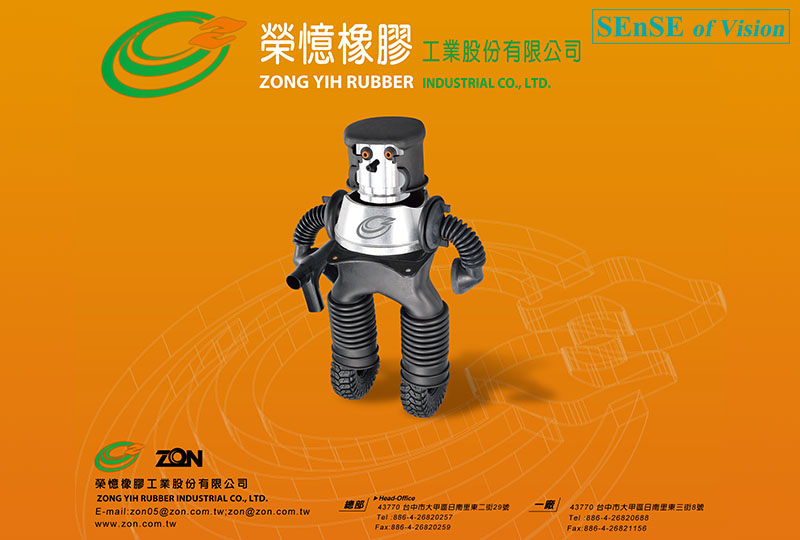 SEnSE of Vision
榮憶橡膠 工業股份有限公司
ZONG YIH RUBBER INDUSTRIAL CO., LTD.
ZON
榮憶橡膠工業股份有限公司
ZONG YIH RUBBER INDUSTRIAL CO., LTD.
E-mail:zon05@zon.com.tw;zon@zon.com.tw
www.zon.com.tw
總部
Head-Office
43770 台中市大甲區日南里東二街29號
Tel :886-4-26820257
Fax:886-4-26820259
一廠
43770 台中市大甲區日南里東三街8號
Tel :886-4-26820688
Fax:886-4-26821156